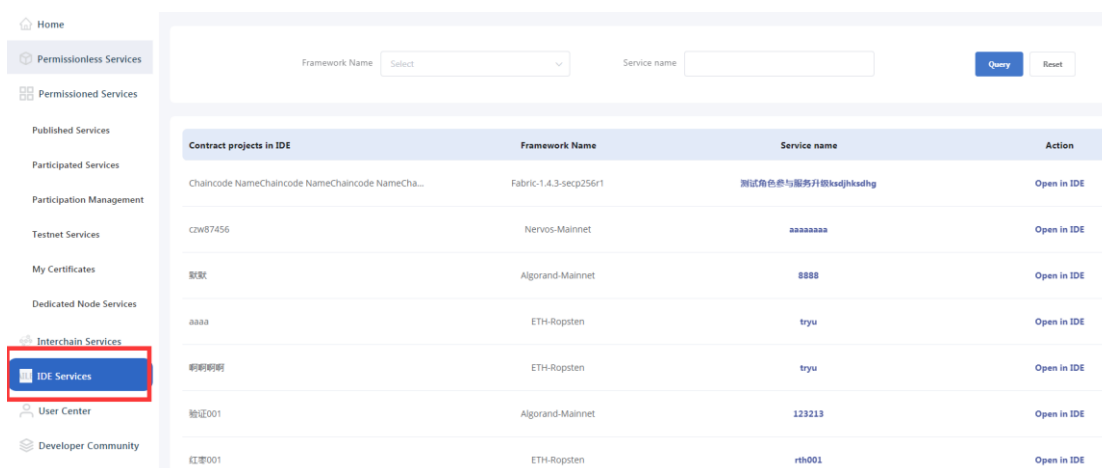 Home
Permissionless Services
Permissioned Services
Published Services
Participated Services
Participation Management
Testnet Services
My Certificates
Dedicated Node Services
Interchain Services
IDE Services
User Center
Developer Community
Framework Name Select Service name Query Reset
Contract projects in IDE Framework Name Service name Action
Chaincode NameChaincode NameChaincode NameCha... Fabric-1.4.3-secp256r1 测试角色参与服务升级ksdjhksdhg Open in IDE
czw87456 Nervos-Mainnet aaaaaaaa Open in IDE
默默 Algorand-Mainnet 8888 Open in IDE
aaaa ETH-Ropsten tryu Open in IDE
啊啊啊啊 ETH-Ropsten tryu Open in IDE
验证001 Algorand-Mainnet 123213 Open in IDE
红枣001 ETH-Ropsten rth001 Open in IDE